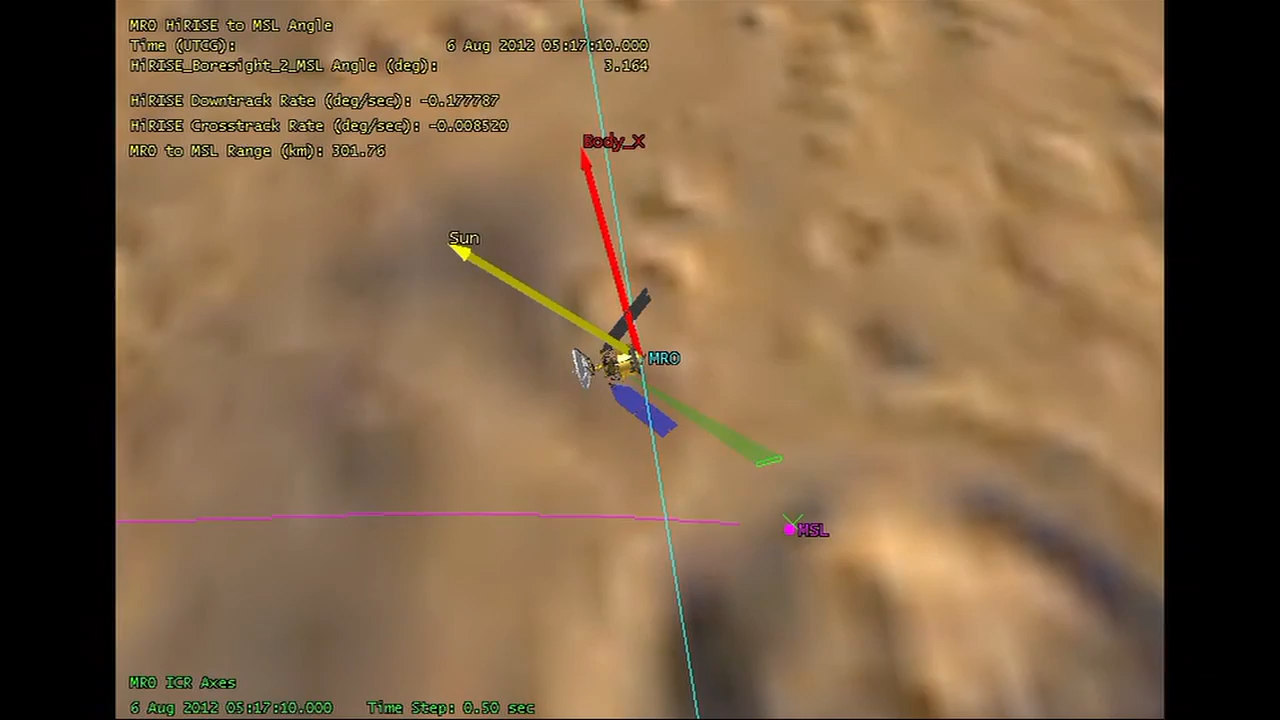 MRO HiRISE to MSL Angle
Time (UTCG): 6 Aug 2012 05:17:10.000
HiRISE_Boresight_2_MSL Angle (deg): 3.164
HiRISE Downtrack Rate (deg/sec): -0.177787
HiRISE Crosstrack Rate (deg/sec): -0.008520
MRO to MSL Range (km): 301.76
Body_X
Sun
MRO
MSL
MRO ICR Axes
6 Aug 2012 05:17:10.000 Time Step: 0.50 sec